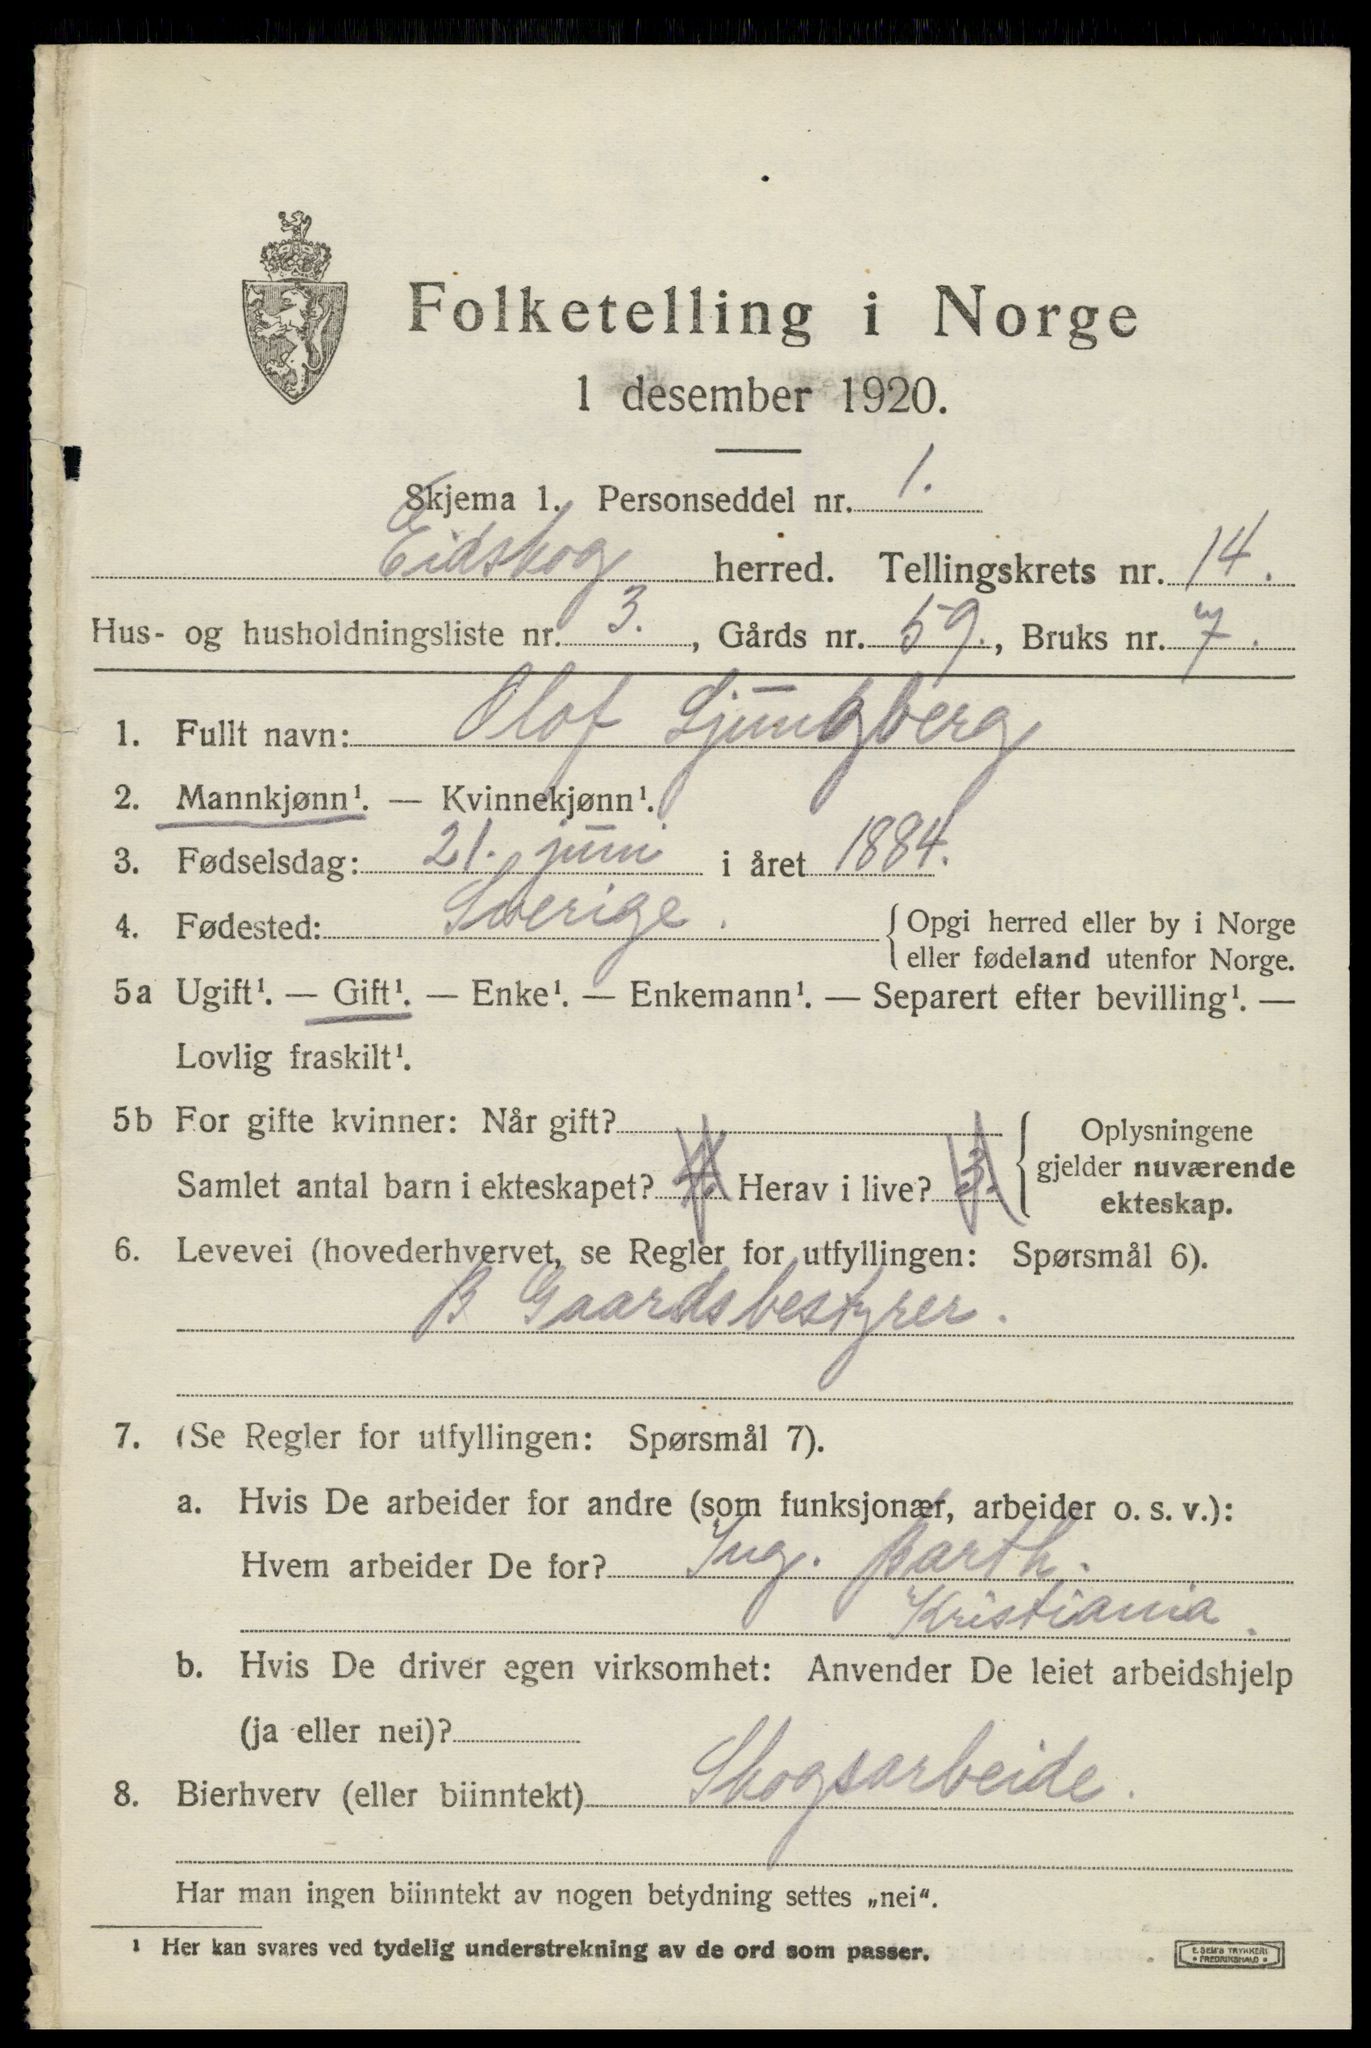 Folketelling i Norge
1 desember 1920.
Skjema 1. Personseddel nr. 1.
Eidskog herred. Tellingskrets nr. 14.
Hus- og husholdningsliste nr. 3., Gårds nr. 59., Bruks nr. 7.
1. Fullt navn: Olof Ljungberg
2. Mannkjønn¹. — Kvinnekjønn¹.
3. Fødselsdag: 21. juni i året 1884.
4. Fødested: Sverige. { Opgi herred eller by i Norge
eller fødeland utenfor Norge.
5a Ugift¹. — Gift¹. — Enke¹. — Enkemann¹. — Separert efter bevilling¹. —
Lovlig fraskilt¹.
5b For gifte kvinner: Når gift? { Oplysningene
Samlet antal barn i ekteskapet? 4. Herav i live? 3. gjelder nuværende
ekteskap.
6. Levevei (hovederhvervet, se Regler for utfyllingen: Spørsmål 6).
B Gaardsbestyrer.
7. (Se Regler for utfyllingen: Spørsmål 7).
a. Hvis De arbeider for andre (som funksjonær, arbeider o. s. v.):
Hvem arbeider De for? Ing. Barth.
Kristiania.
b. Hvis De driver egen virksomhet: Anvender De leiet arbeidshjelp
(ja eller nei)?
8. Bierhverv (eller biinntekt) Skogsarbeide.
Har man ingen biinntekt av nogen betydning settes „nei".
¹ Her kan svares ved tydelig understrekning av de ord som passer.
E. SEM'S TRYKKERI
FREDRIKSHALD